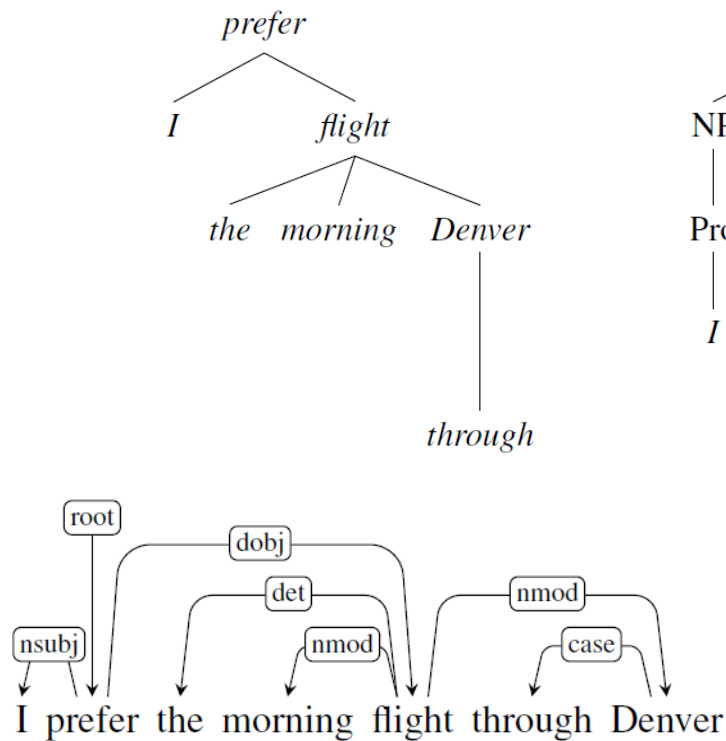 prefer
I flight NP
the morning Denver Pro
I
through
root
dobj
det nmod
nsubj nmod case
I prefer the morning flight through Denver